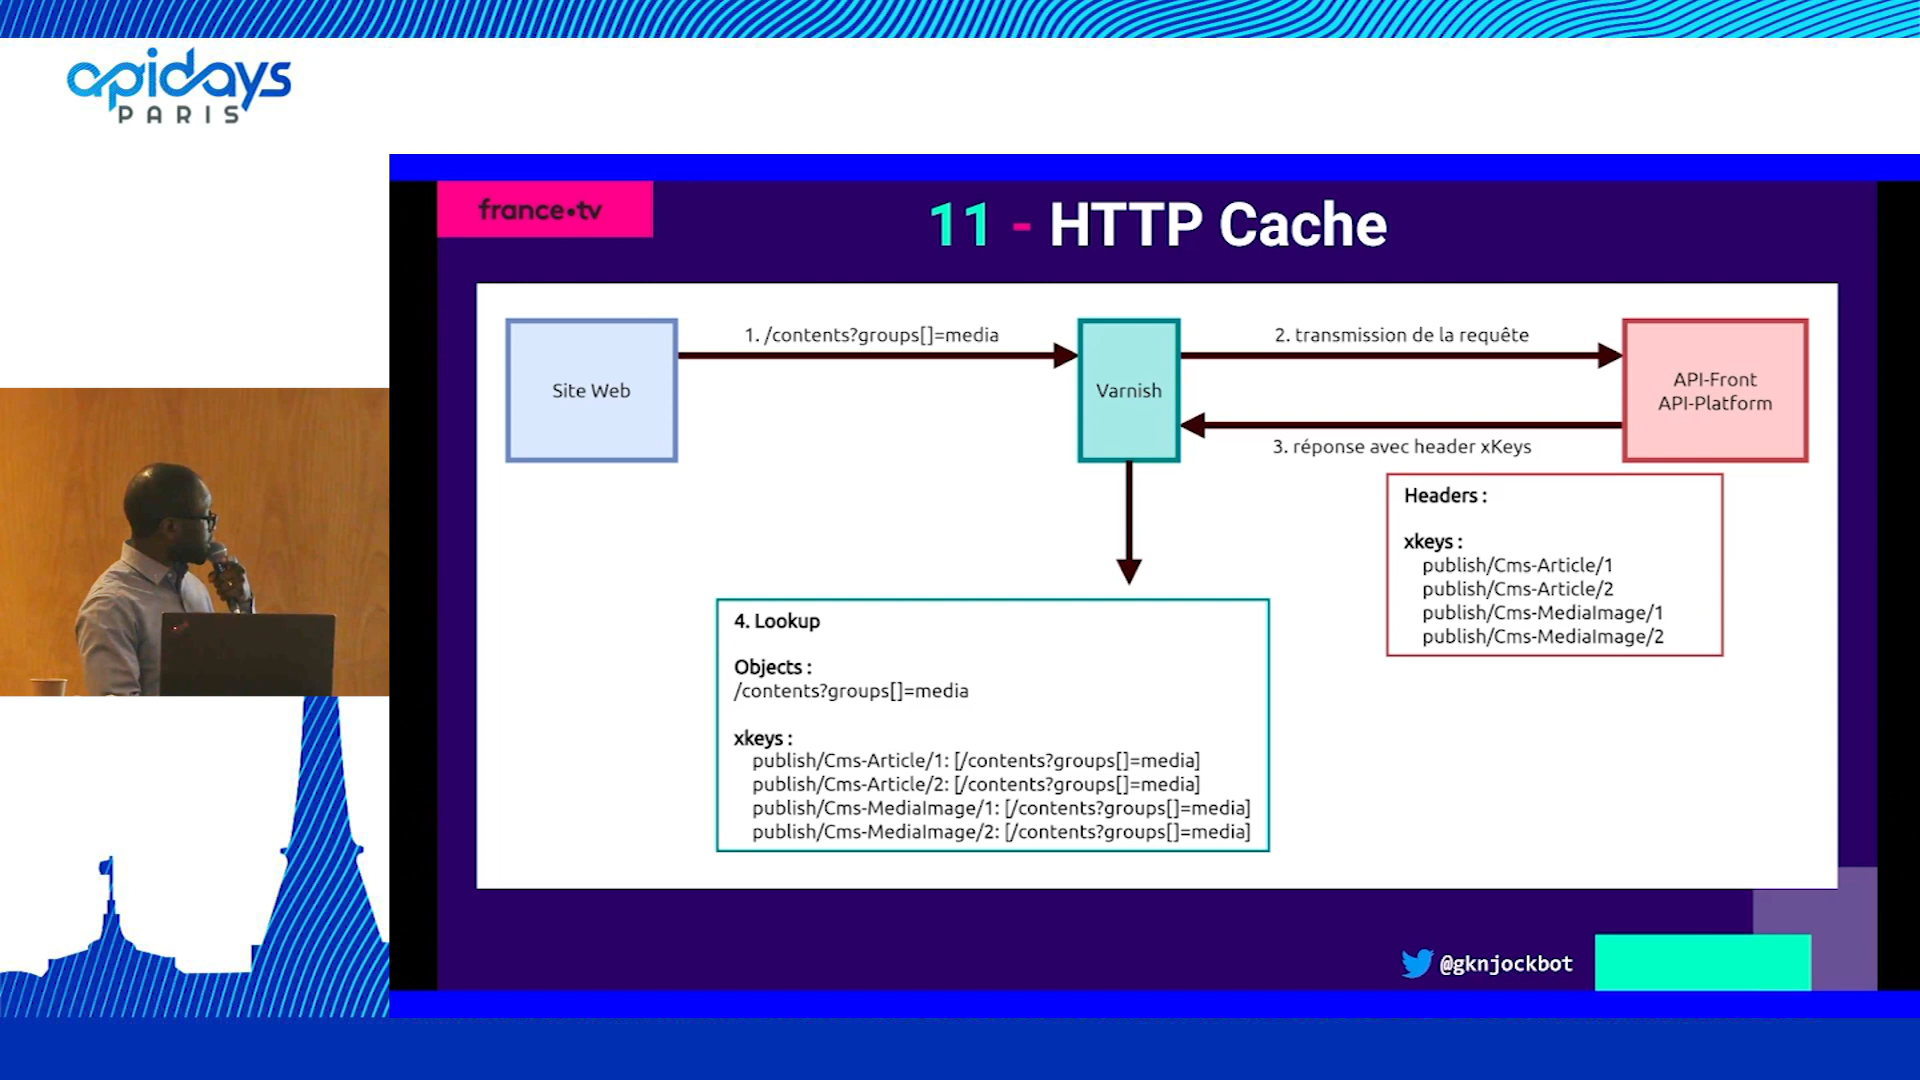 apidays
PARIS
france•tv
11 - HTTP Cache
1. /contents?groups[]=media
2. transmission de la requête
Site Web
Varnish
API-Front
API-Platform
3. réponse avec header xKeys
Headers :
xkeys :
publish/Cms-Article/1
publish/Cms-Article/2
publish/Cms-MediaImage/1
publish/Cms-MediaImage/2
4. Lookup
Objects :
/contents?groups[]=media
xkeys :
publish/Cms-Article/1: [/contents?groups[]=media]
publish/Cms-Article/2: [/contents?groups[]=media]
publish/Cms-MediaImage/1: [/contents?groups[]=media]
publish/Cms-MediaImage/2: [/contents?groups[]=media]
@gknjockbot